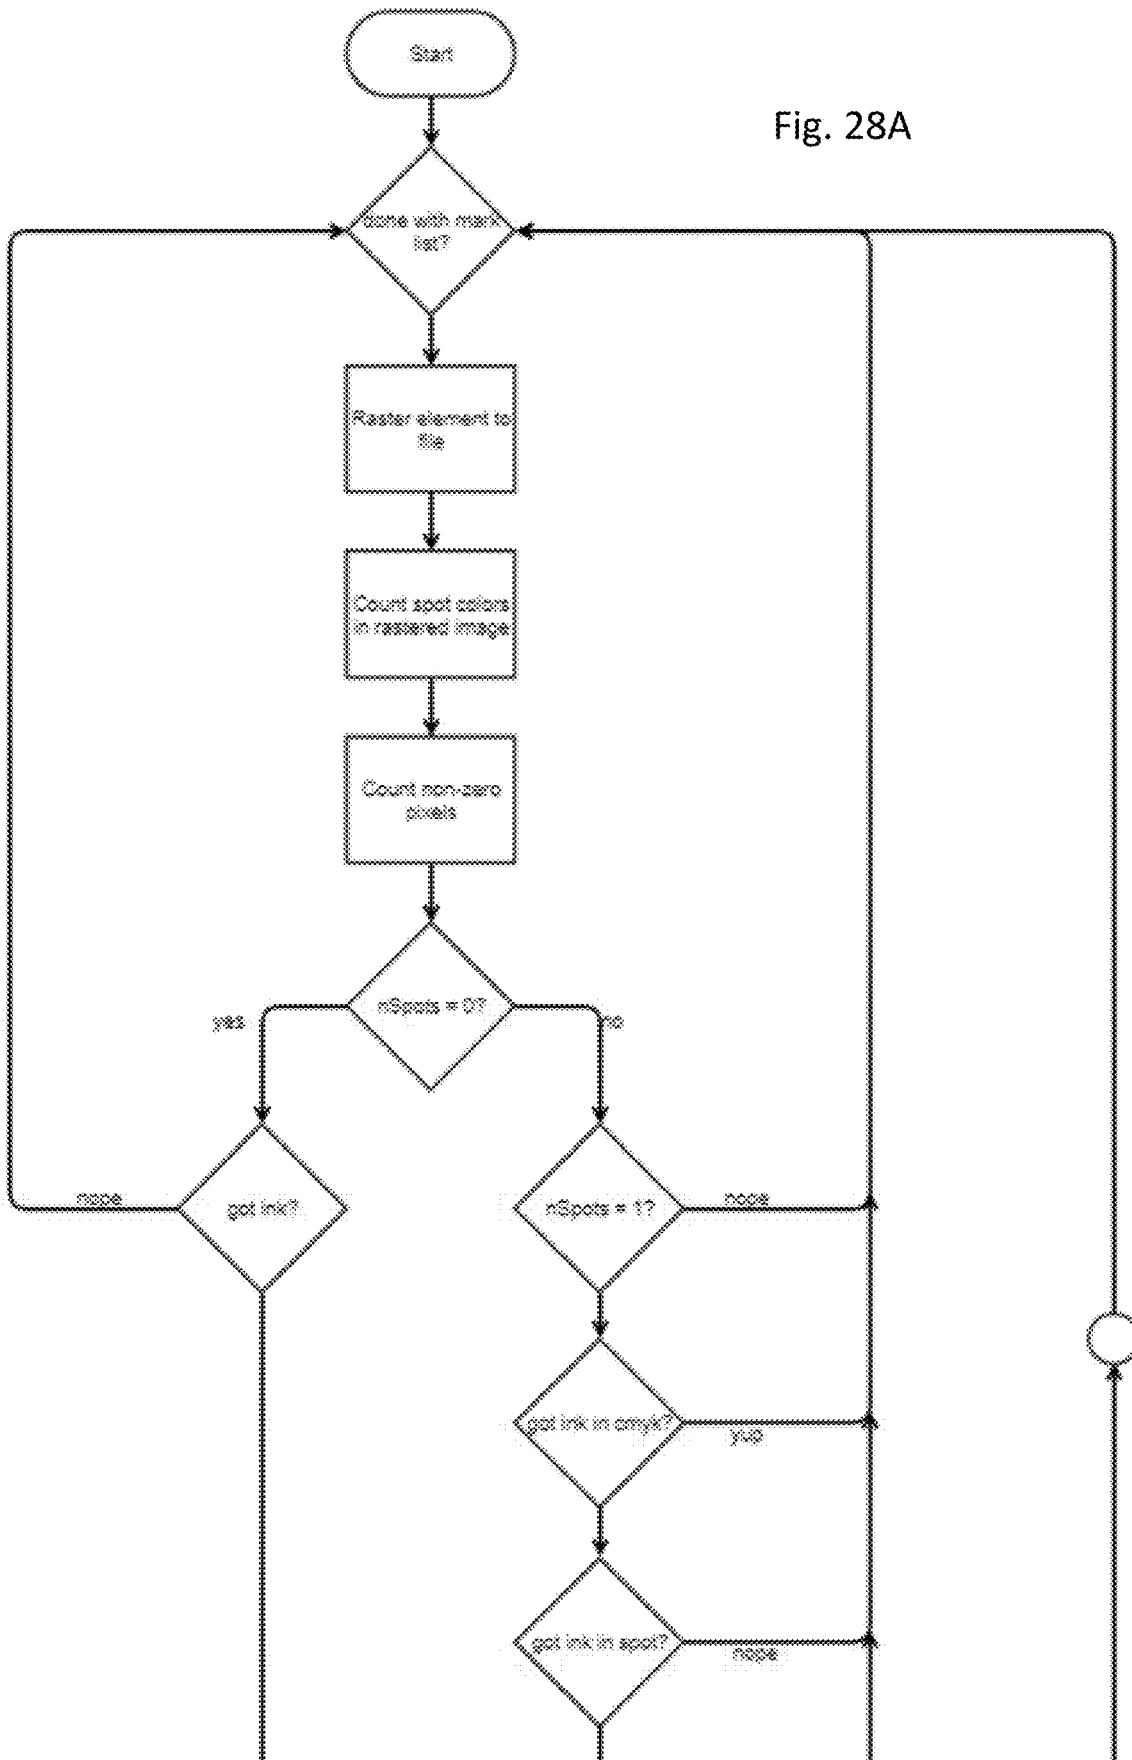 Start
Fig. 28A
done with mark
list?
Raster element to
file
Count spot colors
in rastered image
Count non-zero
pixels
nSpots = 0?
yes
no
got ink?
nope
nSpots = 1?
nope
got ink in cmyk?
yup
got ink in spot?
nope